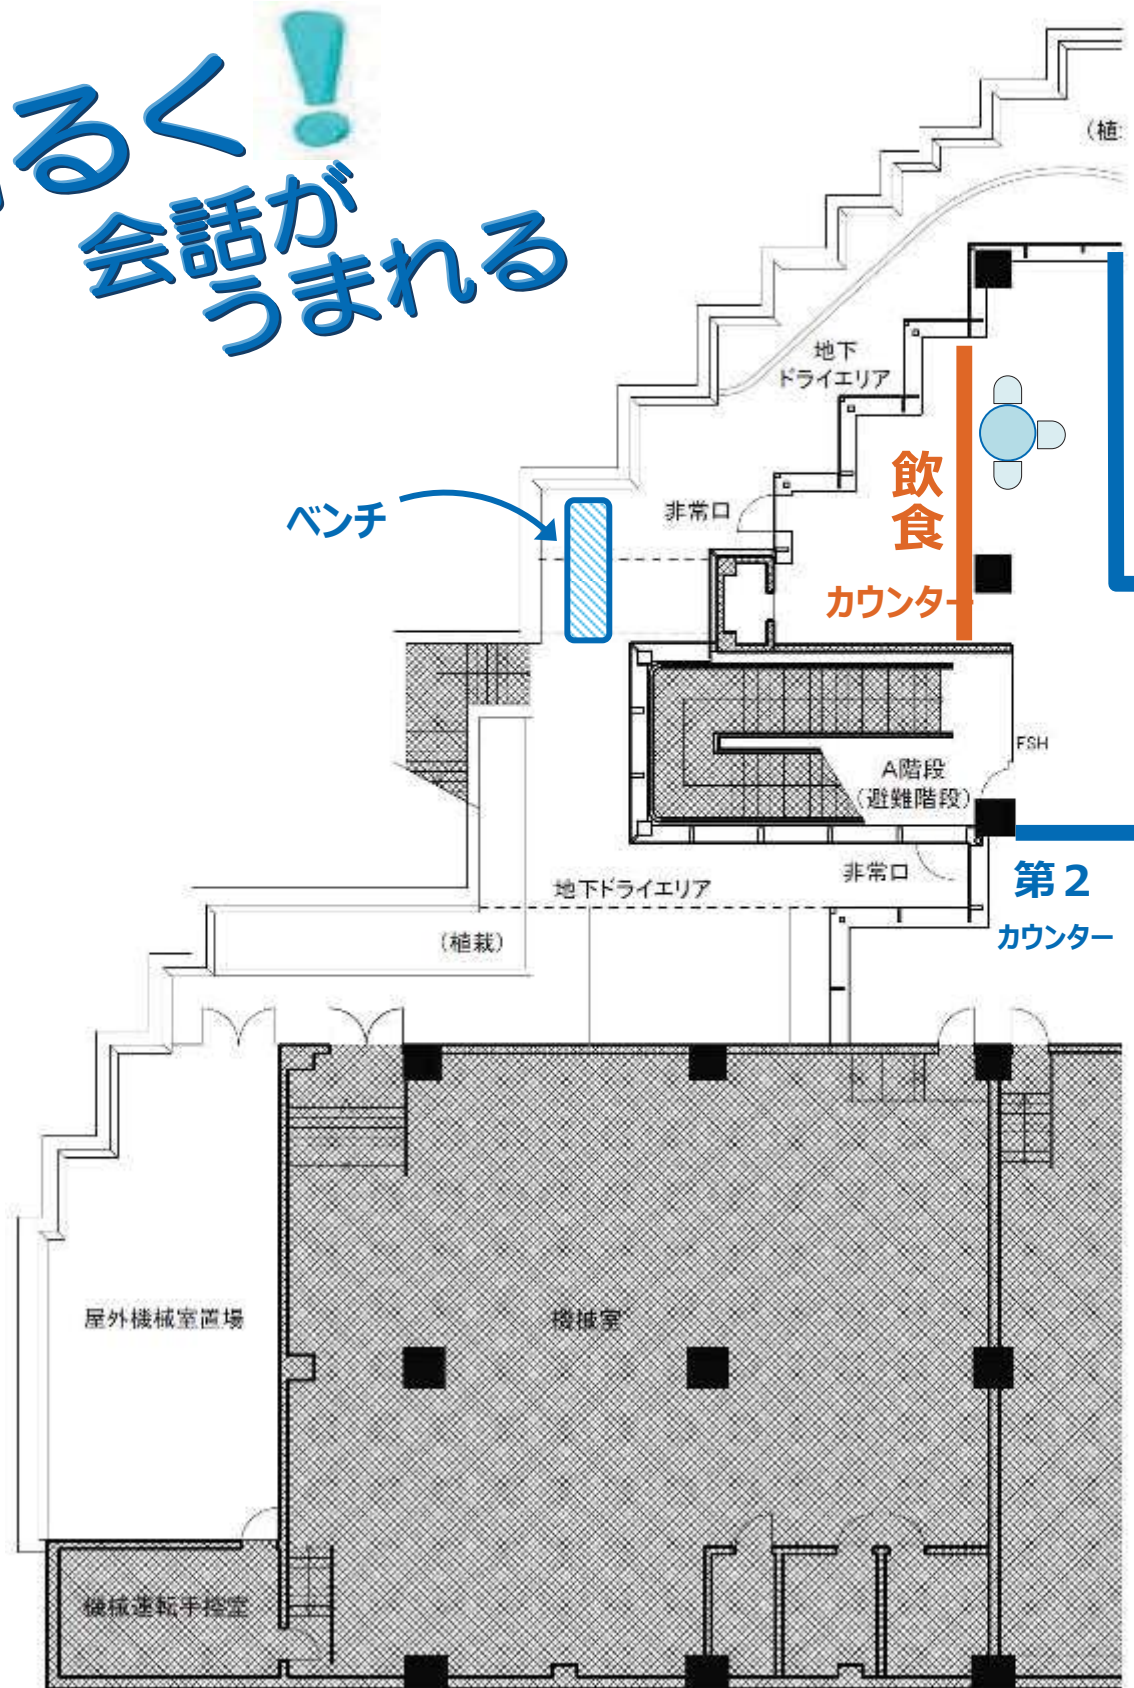 るく！
会話が
うまれる
（植
地下
ドライエリア
飲
食
ベンチ
非常口
カウンター
FSH
A階段
（避難階段）
非常口
第２
地下ドライエリア
カウンター
（植栽）
屋外機械室置場
機械室
機械運転手控室